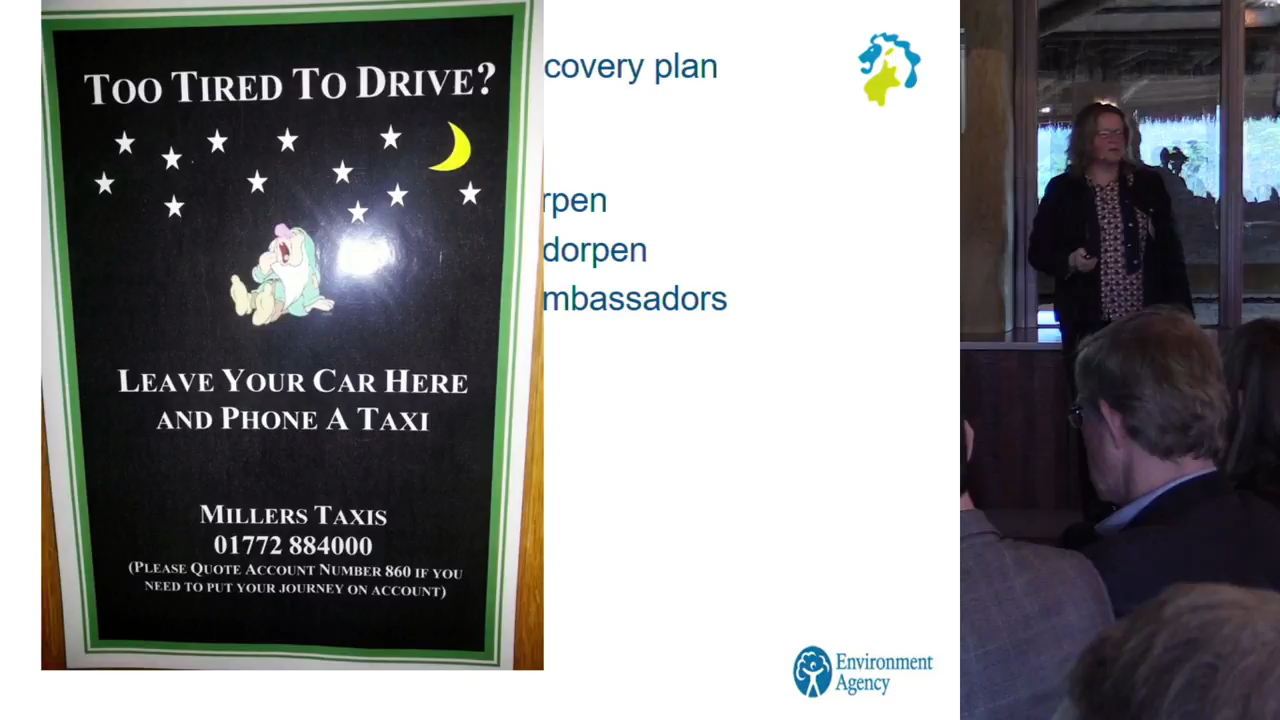 TOO TIRED TO DRIVE?
LEAVE YOUR CAR HERE
AND PHONE A TAXI
MILLERS TAXIS
01772 884000
(PLEASE QUOTE ACCOUNT NUMBER 860 IF YOU
NEED TO PUT YOUR JOURNEY ON ACCOUNT)
covery plan
rpen
dorpen
mbassadors
Environment
Agency